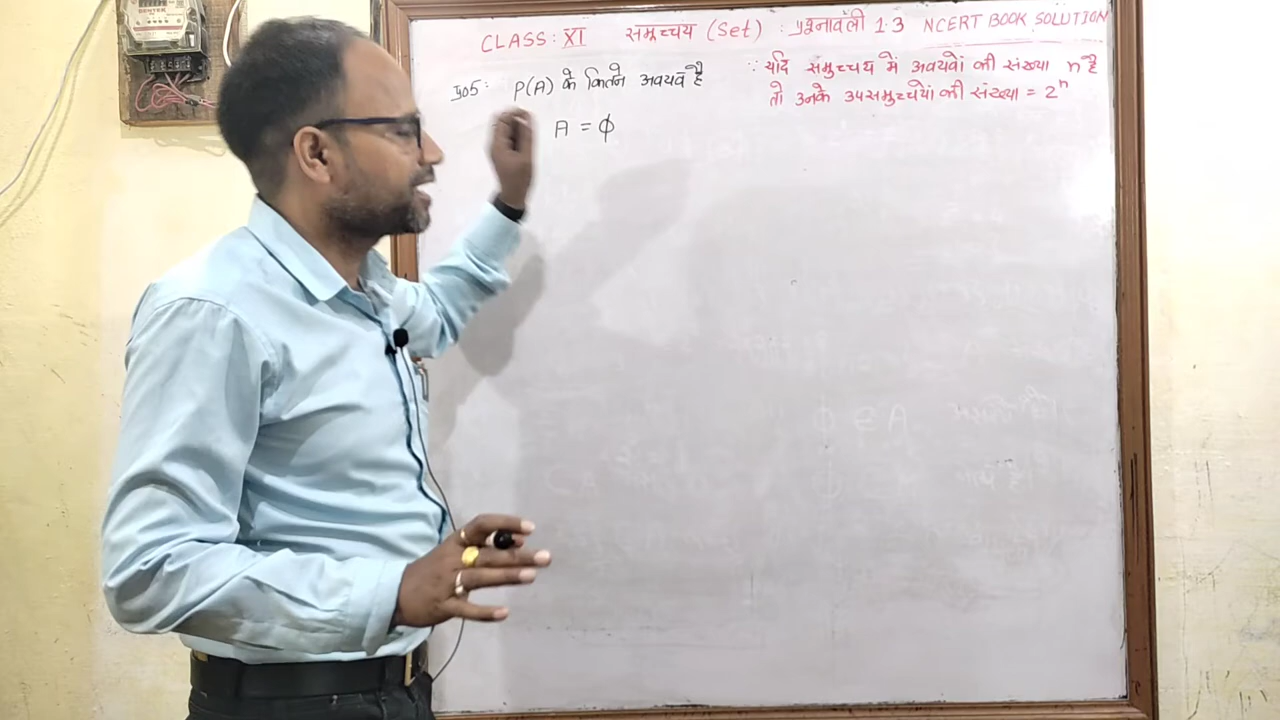 CLASS: XI समुच्चय (Set) : प्रश्नावली 1.3 NCERT BOOK SOLUTION
प्र05: P(A) के कितने अवयव है
A = ϕ
∵ यदि समुच्चय में अवयवों की संख्या n है
तो उनके उपसमुच्चयों की संख्या = 2ⁿ